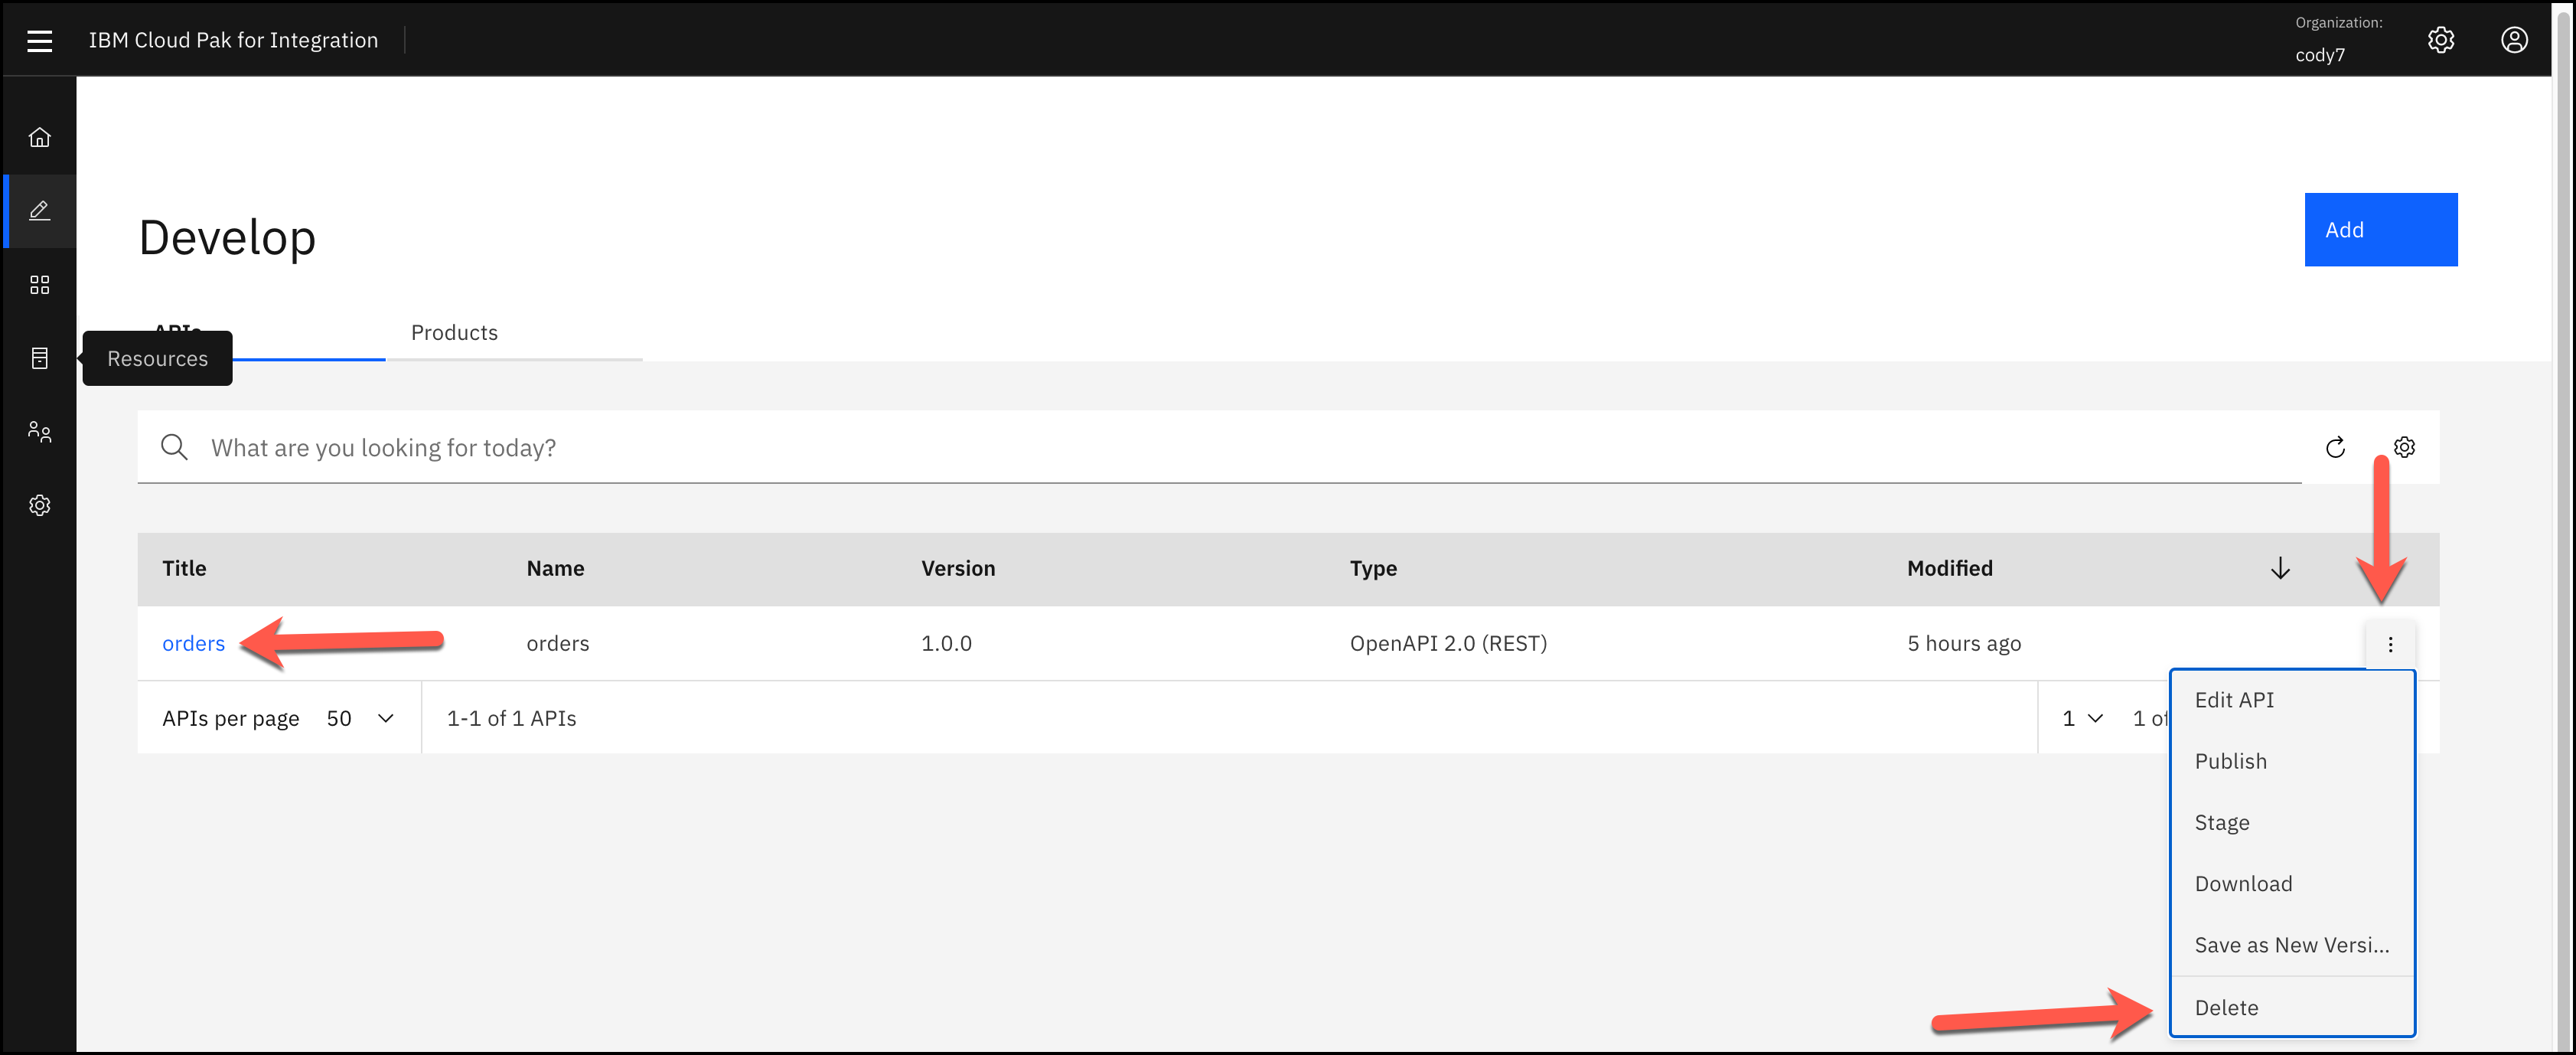 IBM Cloud Pak for Integration
Organization:
cody7
Develop
Add
APIs
Products
Resources
What are you looking for today?
Title Name Version Type Modified
orders orders 1.0.0 OpenAPI 2.0 (REST) 5 hours ago
APIs per page 50 1-1 of 1 APIs 1 1 of
Edit API
Publish
Stage
Download
Save as New Versi...
Delete